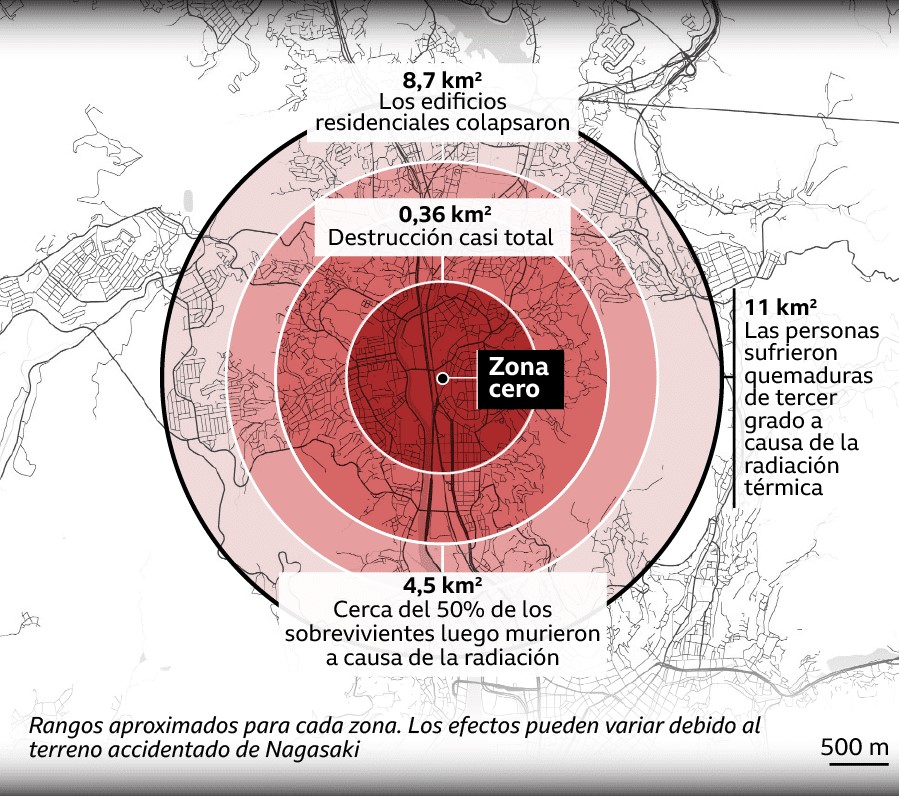 8,7 km²
Los edificios
residenciales colapsaron
0,36 km²
Destrucción casi total
Zona
cero
11 km²
Las personas
sufrieron
quemaduras
de tercer
grado a
causa de la
radiación
térmica
4,5 km²
Cerca del 50% de los
sobrevivientes luego murieron
a causa de la radiación
Rangos aproximados para cada zona. Los efectos pueden variar debido al
terreno accidentado de Nagasaki
500 m